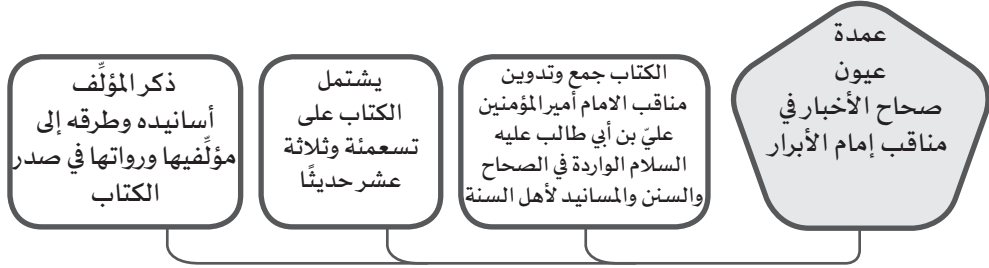 عمدة
عيون
صحاح الأخبار في
مناقب إمام الأبرار
الكتاب جمع وتدوين
مناقب الامام أمير المؤمنين
عليّ بن أبي طالب عليه
السلام الواردة في الصحاح
والسنن والمسانيد لأهل السنة
يشتمل
الكتاب على
تسعمئة وثلاثة
عشر حديثًا
ذكر المؤلِّف
أسانيده وطرقه إلى
مؤلِّفيها ورواتها في صدر
الكتاب